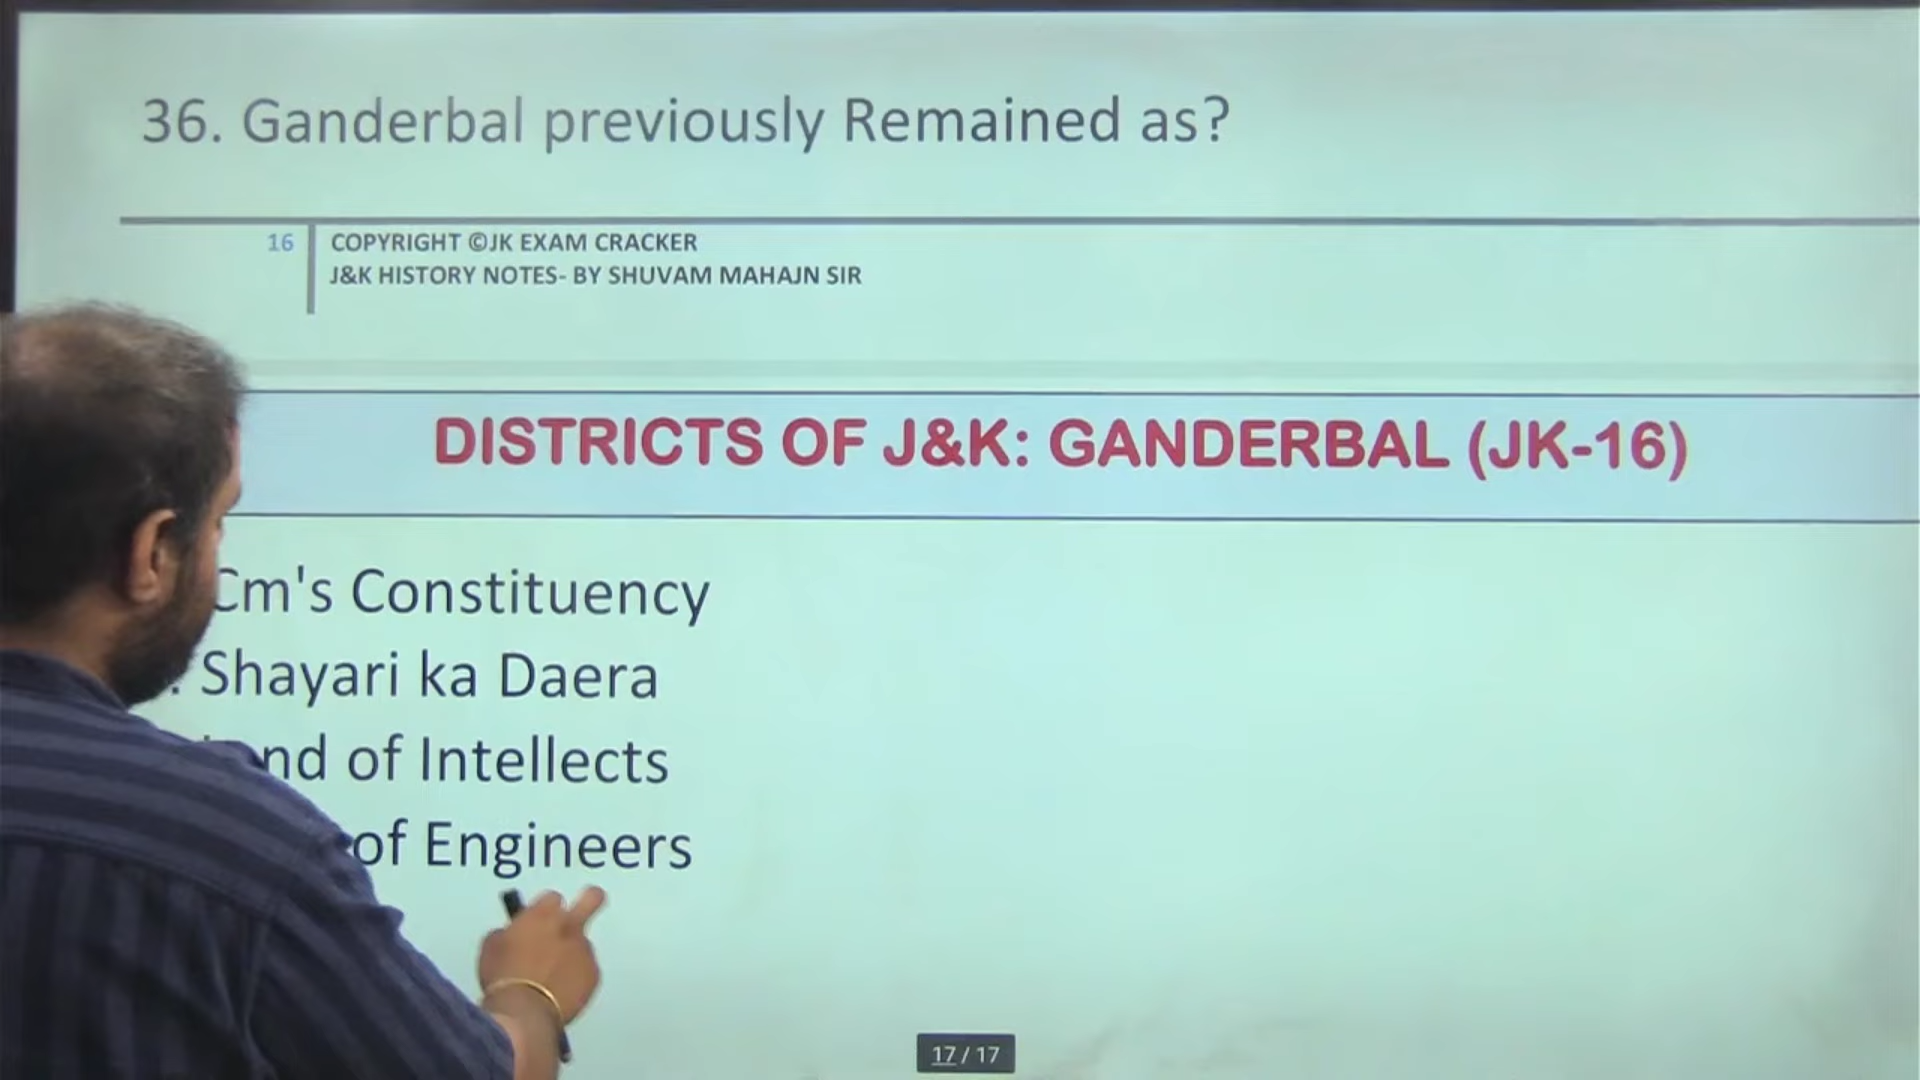 36. Ganderbal previously Remained as?
16
COPYRIGHT ©JK EXAM CRACKER
J&K HISTORY NOTES- BY SHUVAM MAHAJN SIR
DISTRICTS OF J&K: GANDERBAL (JK-16)
Cm's Constituency
. Shayari ka Daera
of Intellects
of Engineers
17 / 17